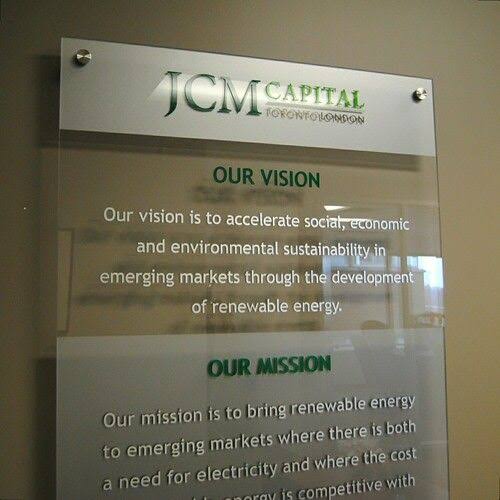 JCM CAPITAL
TORONTO LONDON
OUR VISION
Our vision is to accelerate social, economic
and environmental sustainability in
emerging markets through the development
of renewable energy.
OUR MISSION
Our mission is to bring renewable energy
to emerging markets where there is both
a need for electricity and where the cost
energy is competitive with